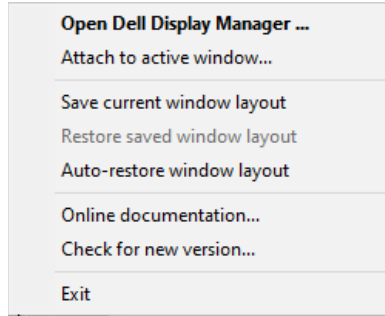 Open Dell Display Manager ...
Attach to active window...
Save current window layout
Restore saved window layout
Auto-restore window layout
Online documentation...
Check for new version...
Exit